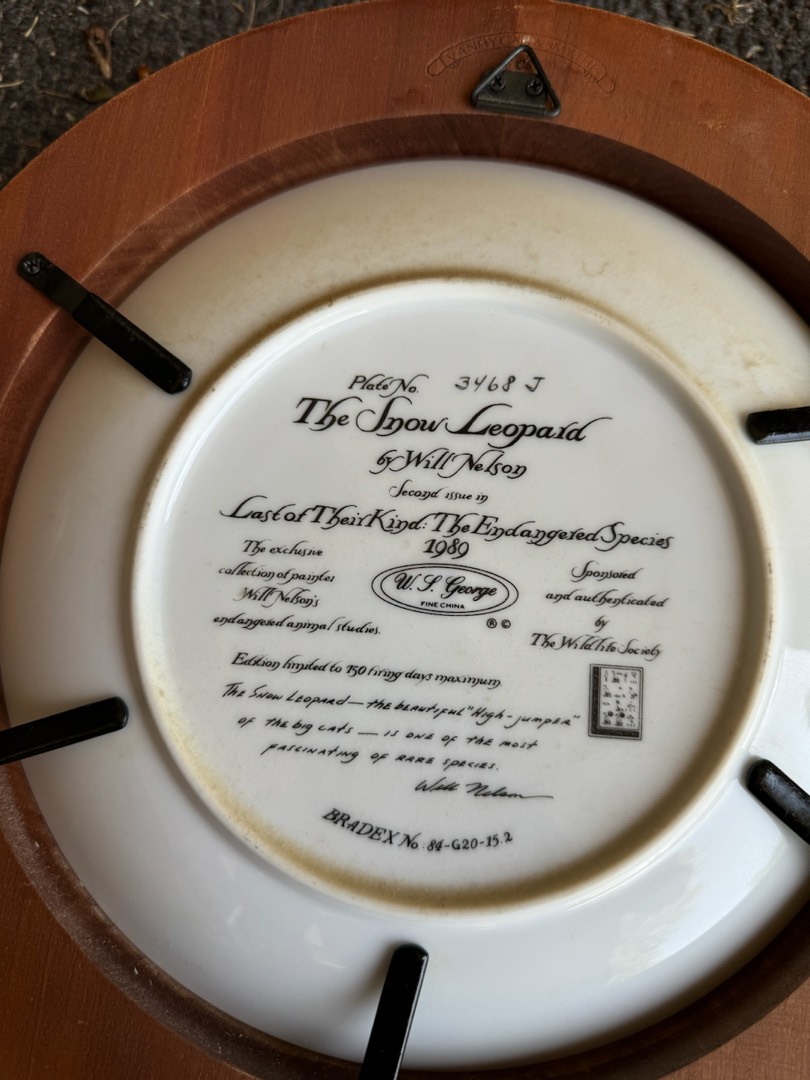 Plate No. 3468 J
The Snow Leopard
by Will Nelson
Second issue in
Last of Their Kind: The Endangered Species
1989
The exclusive
collection of painter
Will Nelson's
endangered animal studies.
W. S. George
FINE CHINA
® ©
Sponsored
and authenticated
by
The Wildlife Society
Edition limited to 150 firing days maximum
The Snow Leopard — the beautiful "high-jumper"
of the big cats — is one of the most
fascinating of rare species.
Will Nelson
BRADEX No: 84-G20-15.2